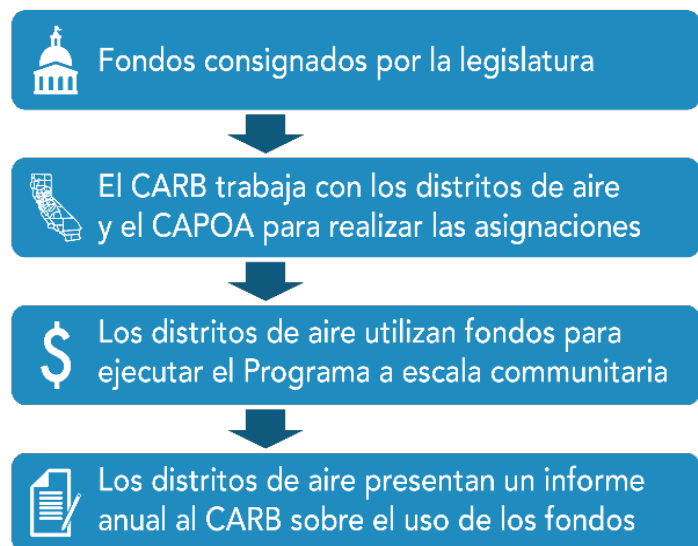 Fondos consignados por la legislatura
El CARB trabaja con los distritos de aire
y el CAPOA para realizar las asignaciones
$
Los distritos de aire utilizan fondos para
ejecutar el Programa a escala communitaria
Los distritos de aire presentan un informe
anual al CARB sobre el uso de los fondos